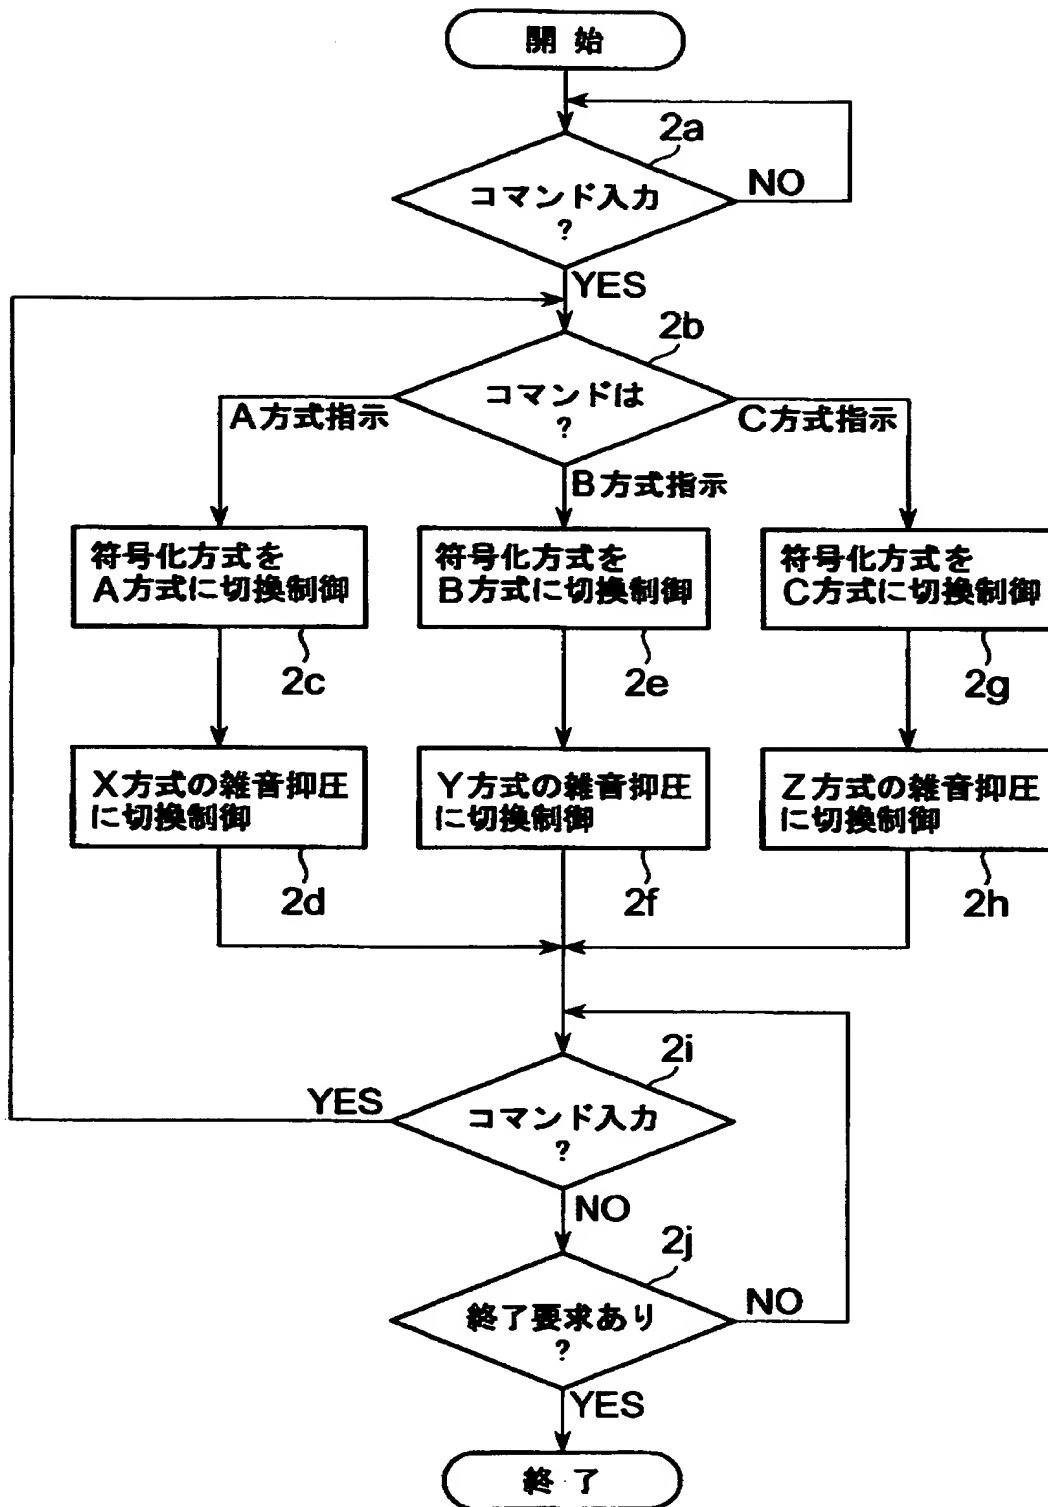 開始
2a
コマンド入力
?
NO
YES
2b
コマンドは
?
A方式指示
C方式指示
B方式指示
符号化方式を
A方式に切換制御
2c
符号化方式を
B方式に切換制御
2e
符号化方式を
C方式に切換制御
2g
X方式の雑音抑圧
に切換制御
2d
Y方式の雑音抑圧
に切換制御
2f
Z方式の雑音抑圧
に切換制御
2h
2i
YES
コマンド入力
?
NO
2j
終了要求あり
?
NO
YES
終了